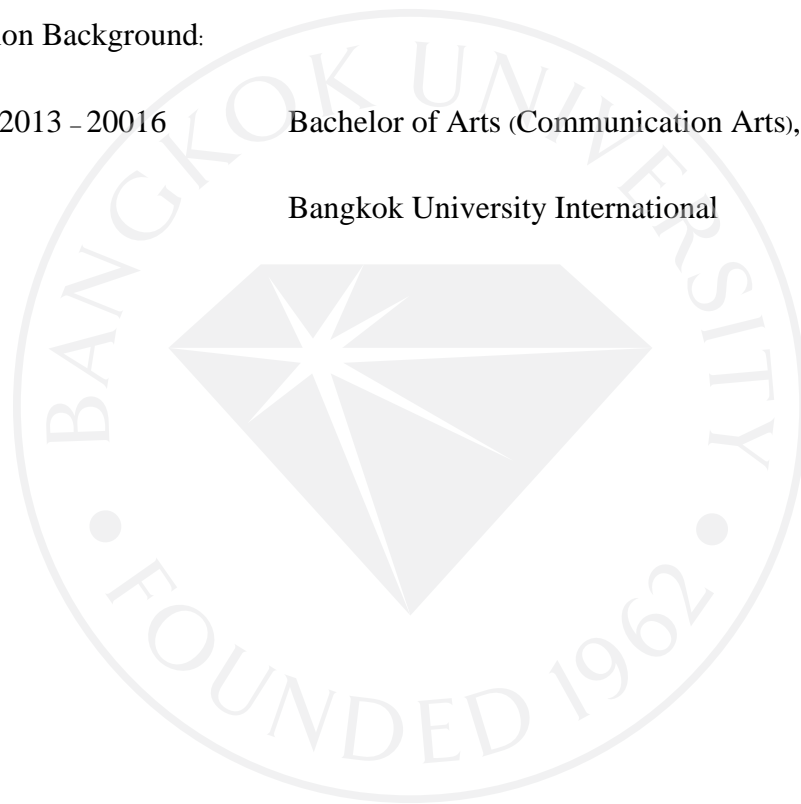 on Background:
2013 – 20016 Bachelor of Arts (Communication Arts),
Bangkok University International
BANGKOK UNIVERSITY
• FOUNDED 1962 •